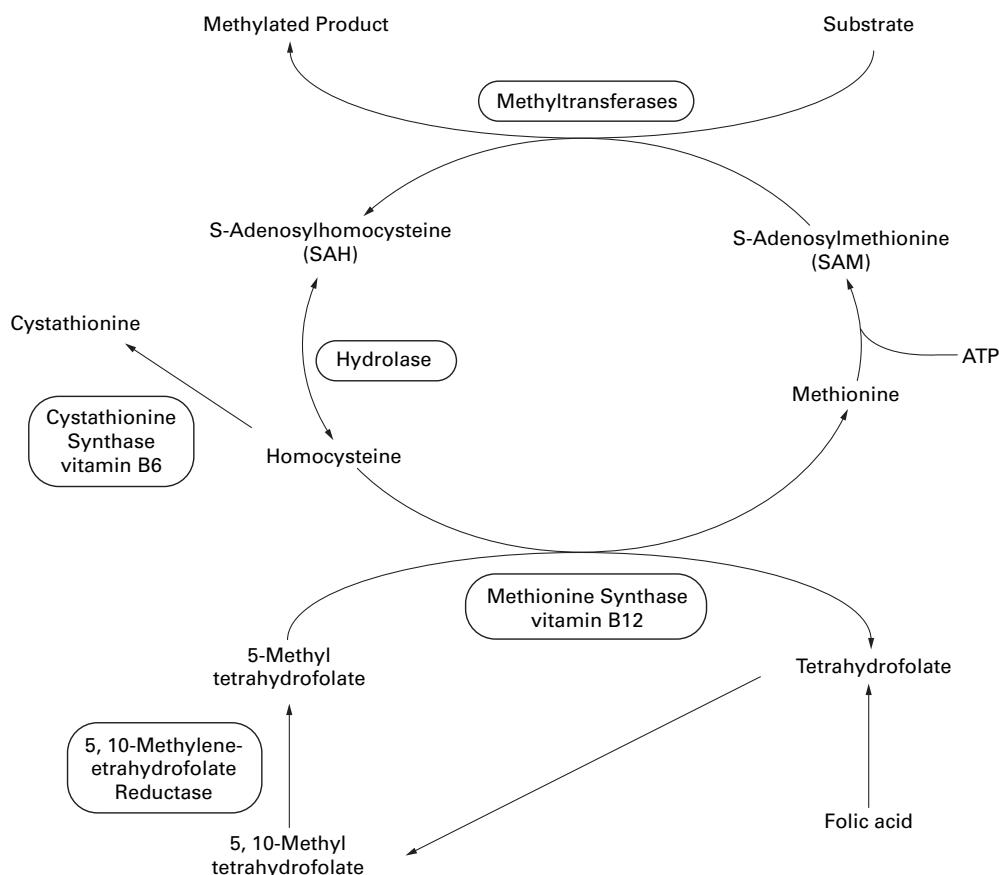 Methylated Product
Substrate
Methyltransferases
S-Adenosylhomocysteine
(SAH)
S-Adenosylmethionine
(SAM)
Cystathionine
Hydrolase
ATP
Methionine
Cystathionine
Synthase
vitamin B6
Homocysteine
Methionine Synthase
vitamin B12
5-Methyl
tetrahydrofolate
Tetrahydrofolate
5, 10-Methylene-
etrahydrofolate
Reductase
Folic acid
5, 10-Methyl
tetrahydrofolate